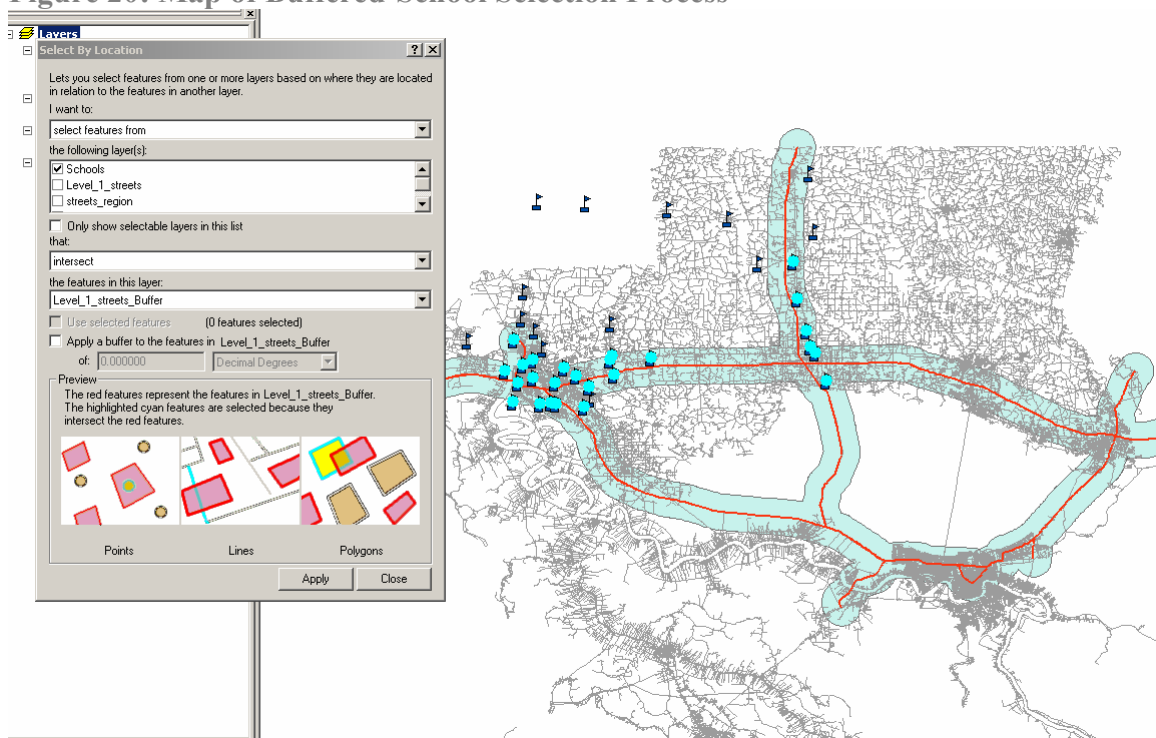 Figure 20: Map of Buffered School Selection Process
Layers
Select By Location
Lets you select features from one or more layers based on where they are located
in relation to the features in another layer.
I want to:
select features from
the following layer(s):
Schools
Level_1_streets
streets_region
Only show selectable layers in this list
that:
intersect
the features in this layer:
Level_1_streets_Buffer
Use selected features (0 features selected)
Apply a buffer to the features in Level_1_streets_Buffer
of: 0.000000 Decimal Degrees
Preview
The red features represent the features in Level_1_streets_Buffer.
The highlighted cyan features are selected because they
intersect the red features.
Points Lines Polygons
Apply Close